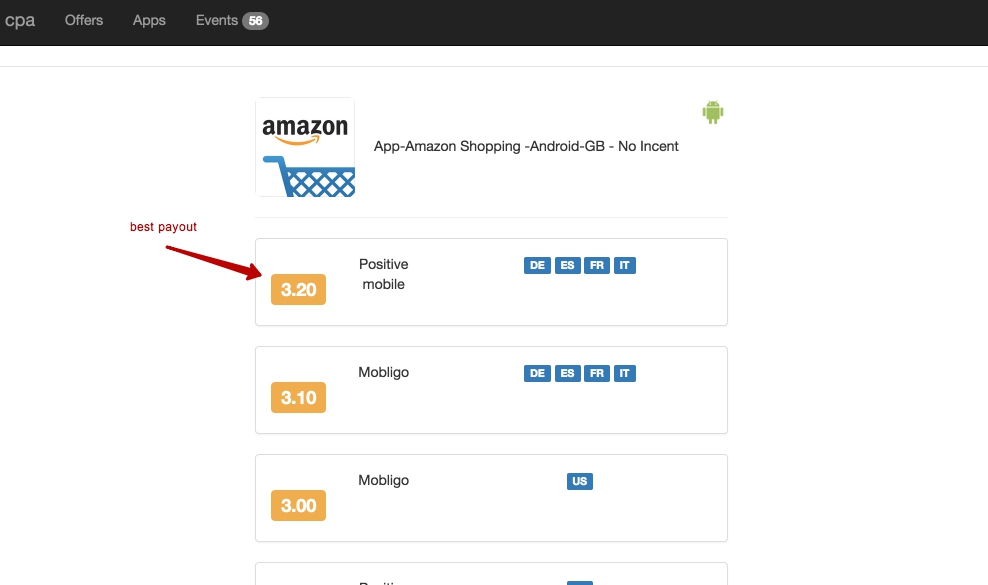 cpa Offers Apps Events 56
amazon
App-Amazon Shopping -Android-GB - No Incent
best payout
Positive mobile
DE ES FR IT
3.20
Mobligo
DE ES FR IT
3.10
Mobligo
US
3.00